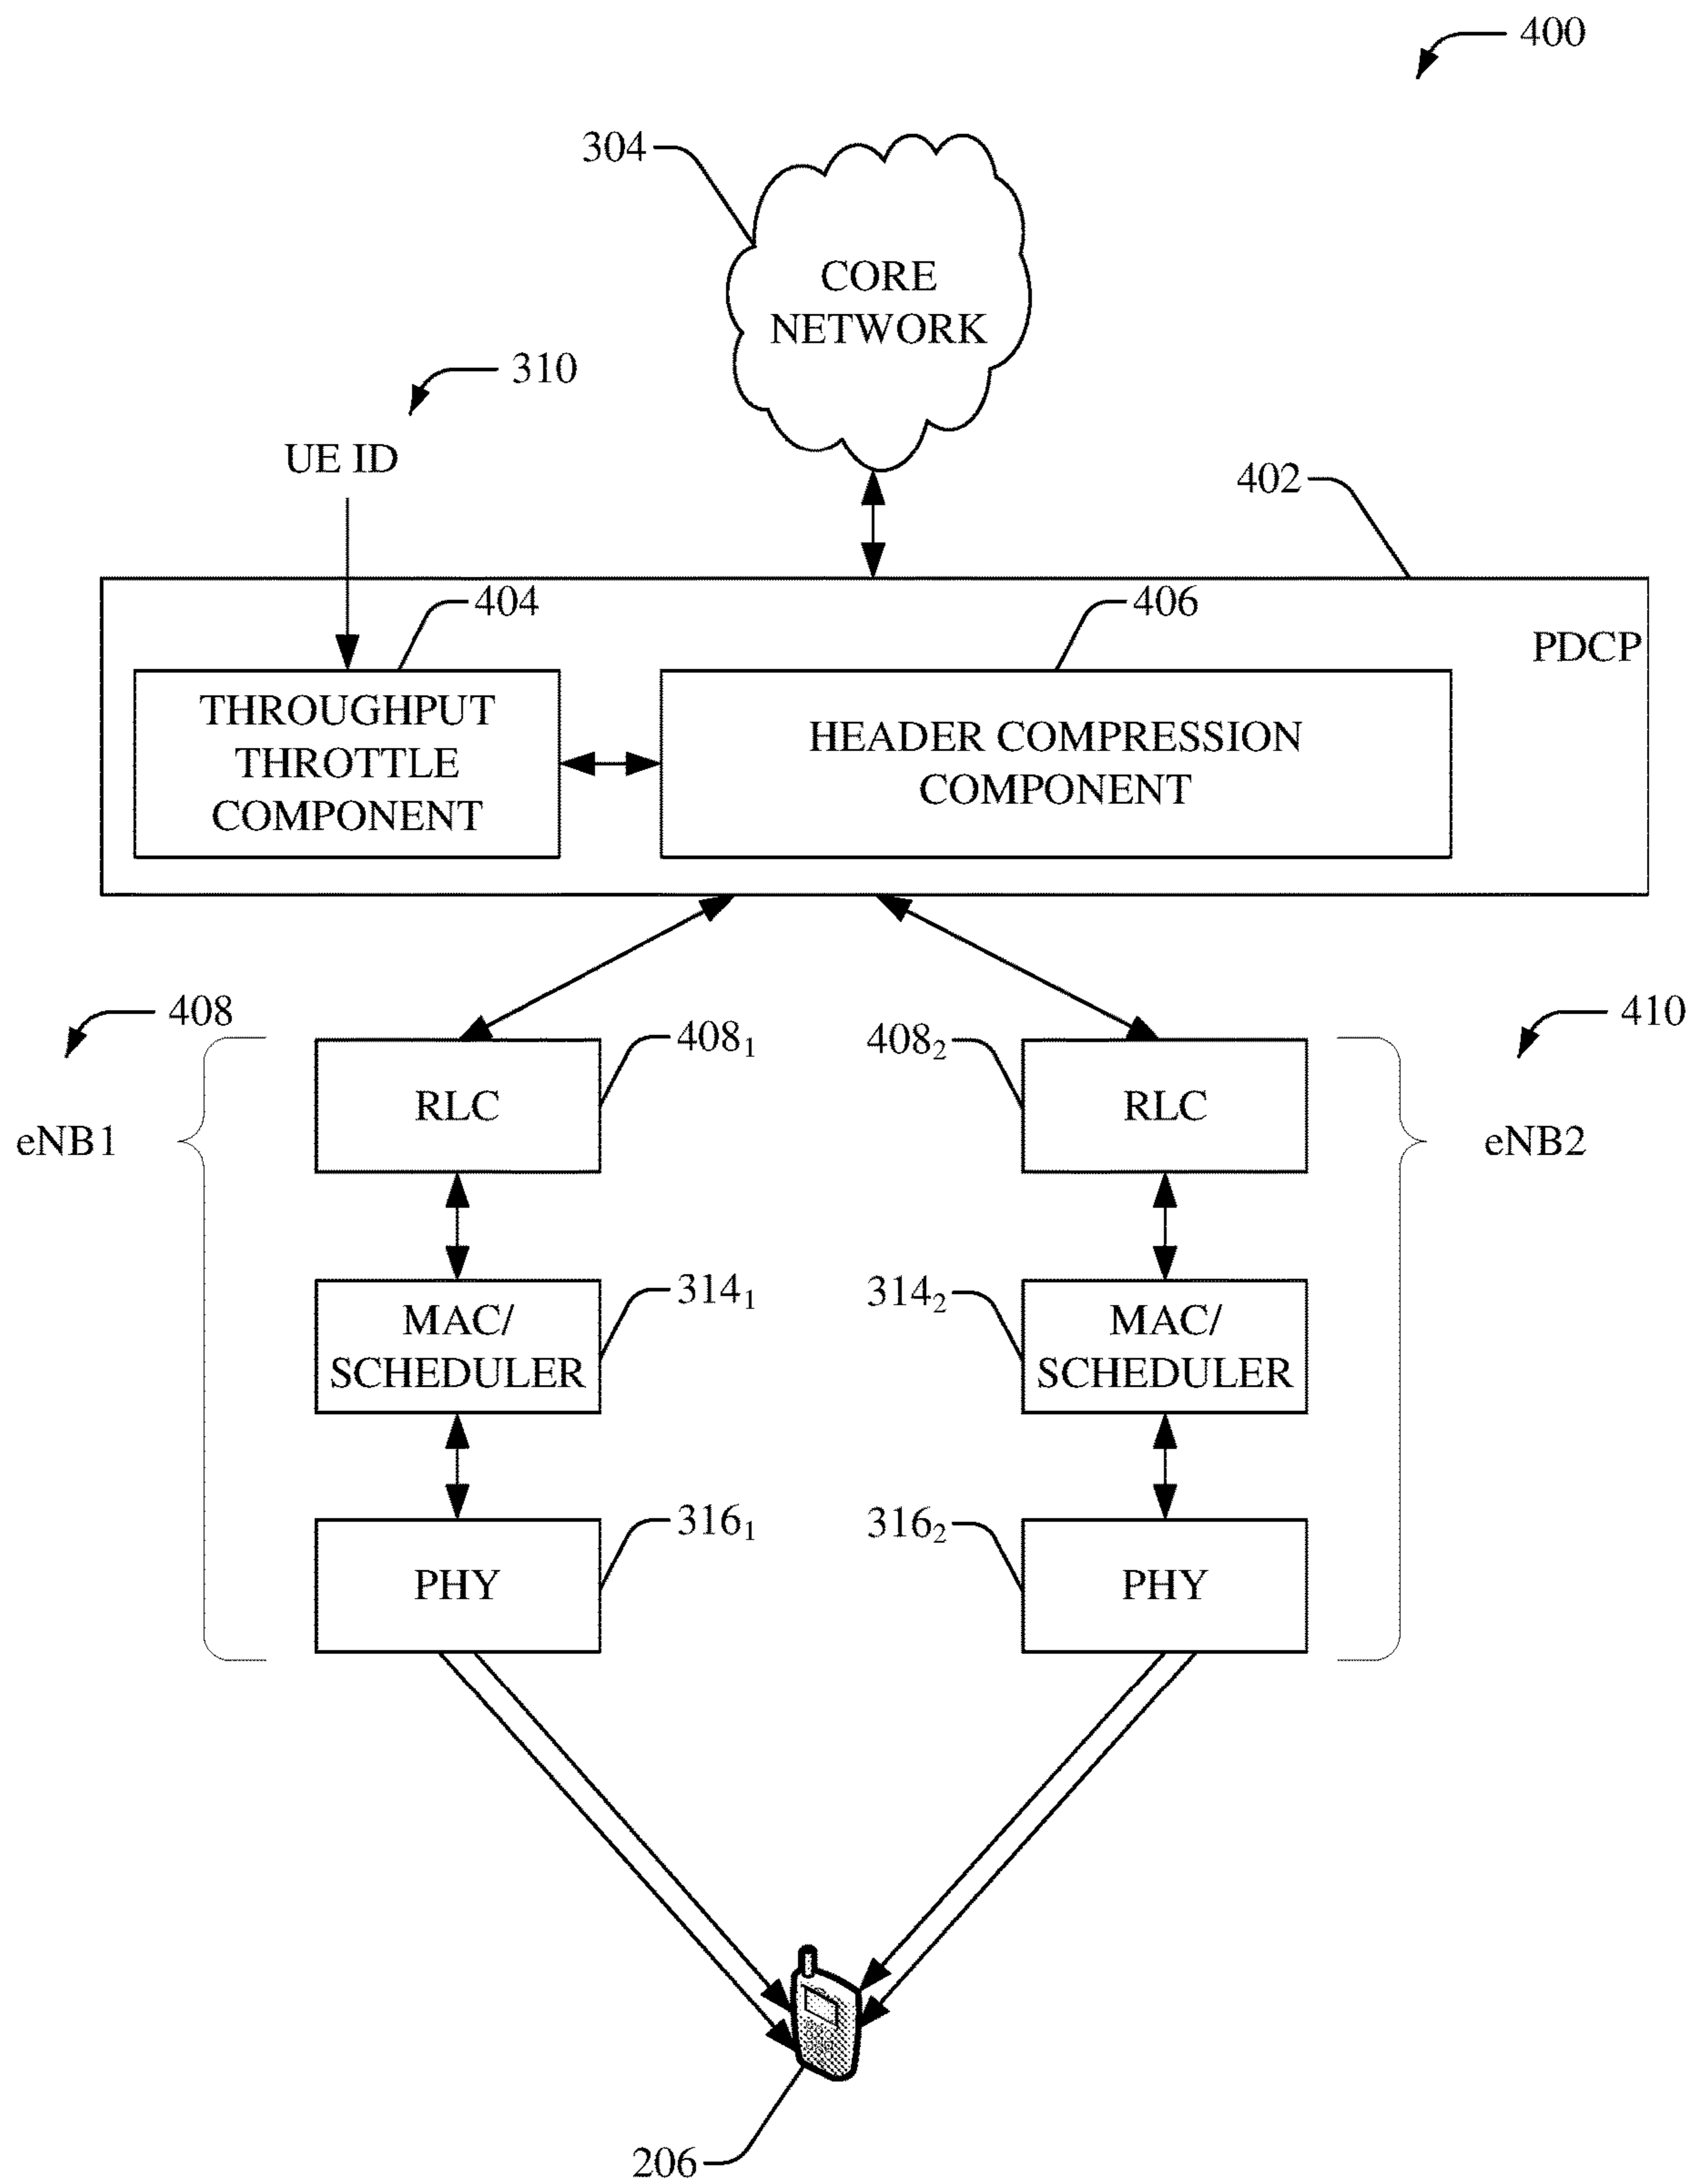 400
304
CORE
NETWORK
310
UE ID
402
404
406
PDCP
THROUGHPUT
THROTTLE
COMPONENT
HEADER COMPRESSION
COMPONENT
408
410
408₁
408₂
eNB1
RLC
RLC
eNB2
314₁
314₂
MAC/
SCHEDULER
MAC/
SCHEDULER
316₁
316₂
PHY
PHY
206